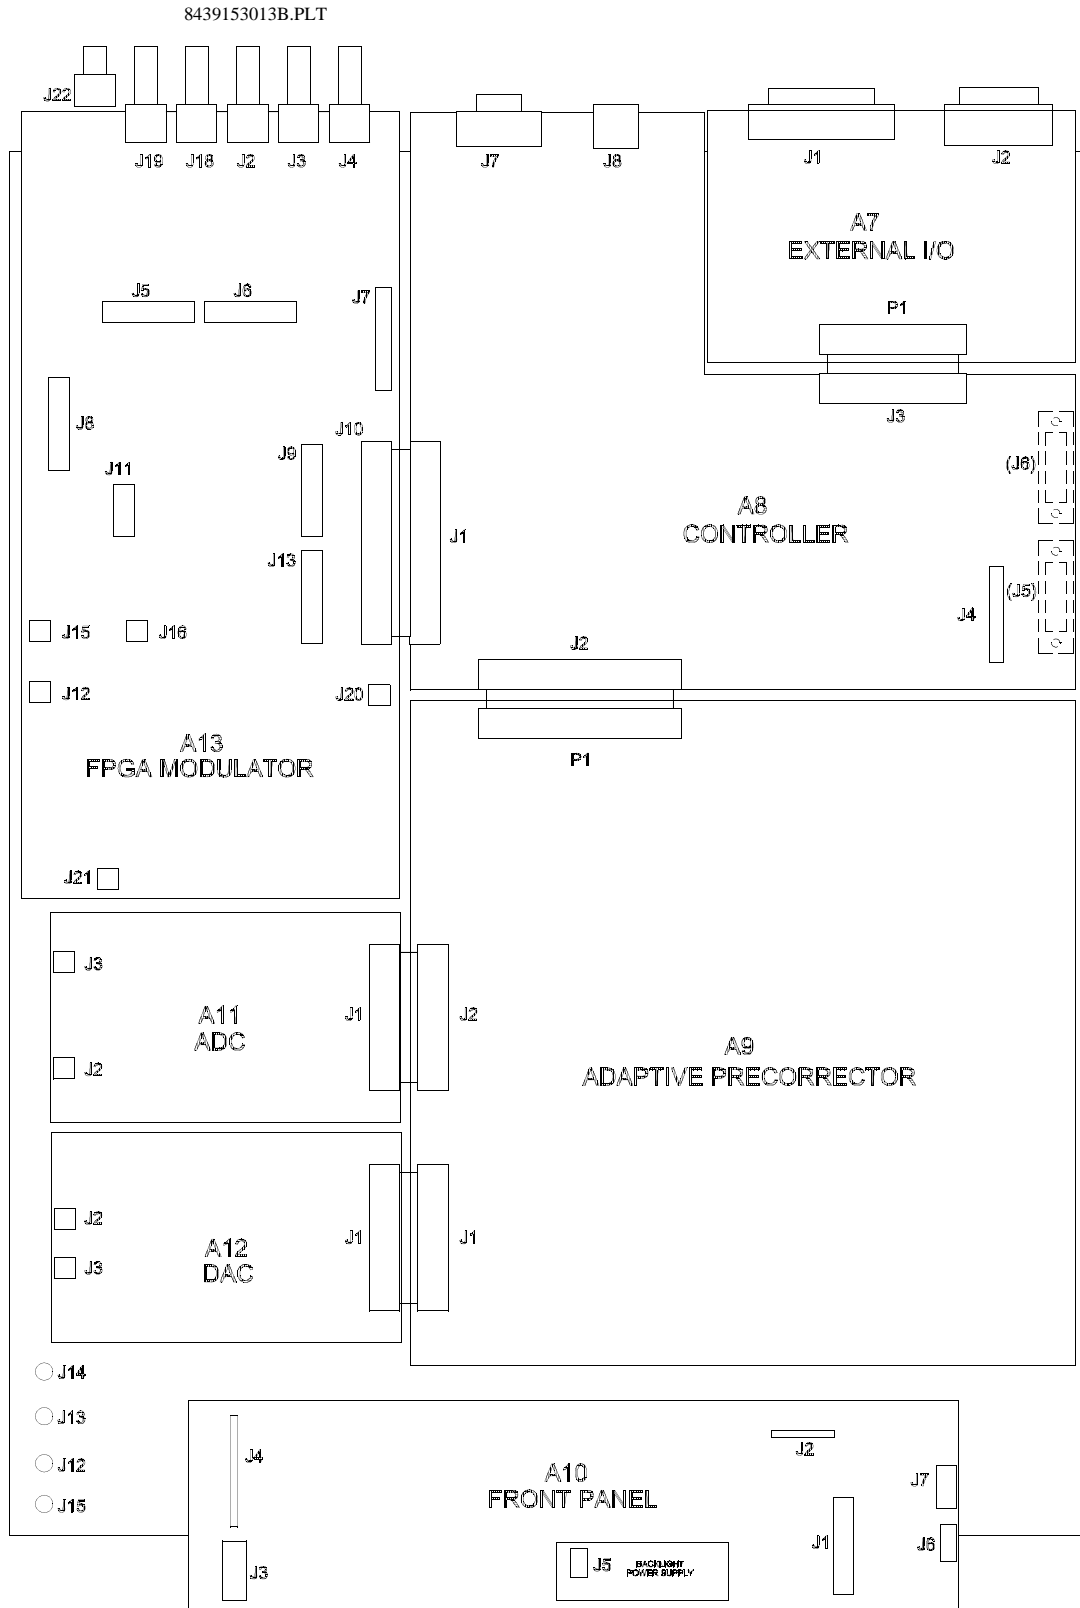 8439153013B.PLT
J22
J19 J18 J2 J3 J4
J7
J8
J1
J2
A7
EXTERNAL I/O
P1
J3
J5
J6
J7
J8
J10
J9
J11
J13
J1
(J6)
A8
CONTROLLER
(J5)
J4
J15
J16
J12
J20
J2
P1
A13
FPGA MODULATOR
J21
J3
J2
A11
ADC
J1
J2
A9
ADAPTIVE PRECORRECTOR
J2
J3
A12
DAC
J1
J1
J14
J13
J12
J15
J4
A10
FRONT PANEL
J2
J7
J1
J6
J3
J5
BACKLIGHT
POWER SUPPLY